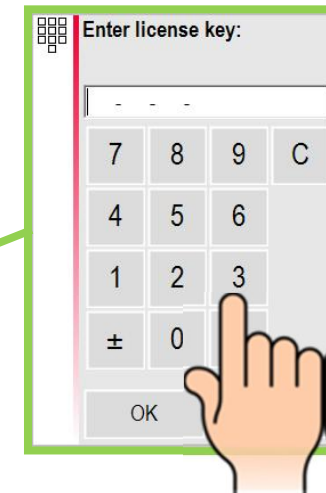 Enter license key:
- - -
7 8 9 C
4 5 6
1 2 3
± 0
OK